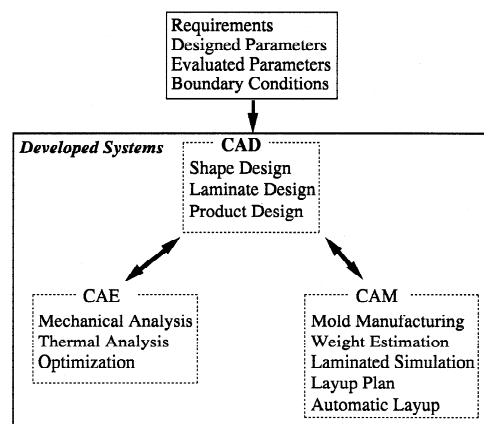 Requirements
Designed Parameters
Evaluated Parameters
Boundary Conditions
Developed Systems
CAD
Shape Design
Laminate Design
Product Design
CAE
Mechanical Analysis
Thermal Analysis
Optimization
CAM
Mold Manufacturing
Weight Estimation
Laminated Simulation
Layup Plan
Automatic Layup